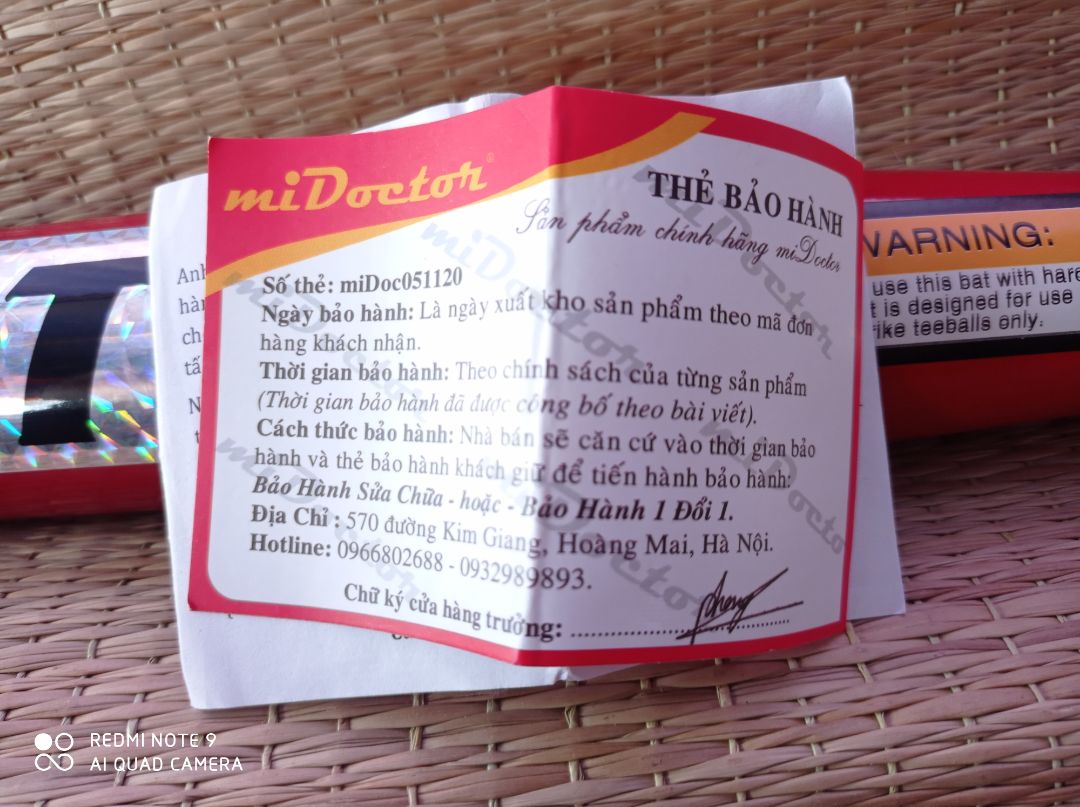 miDoctor
THẺ BẢO HÀNH
Sản phẩm chính hãng miDoctor
Số thẻ: miDoc051120
Ngày bảo hành: Là ngày xuất kho sản phẩm theo mã đơn
hàng khách nhận.
Thời gian bảo hành: Theo chính sách của từng sản phẩm
(Thời gian bảo hành đã được công bố theo bài viết).
Cách thức bảo hành: Nhà bán sẽ căn cứ vào thời gian bảo
hành và thẻ bảo hành khách giữ để tiến hành bảo hành:
Bảo Hành Sửa Chữa - hoặc - Bảo Hành 1 Đổi 1.
Địa Chỉ : 570 đường Kim Giang, Hoàng Mai, Hà Nội.
Hotline: 0966802688 - 0932989893.
Chữ ký cửa hàng trưởng:
WARNING:
use this bat with hard
is designed for use
teeballs only.
T
REDMI NOTE 9
AI QUAD CAMERA